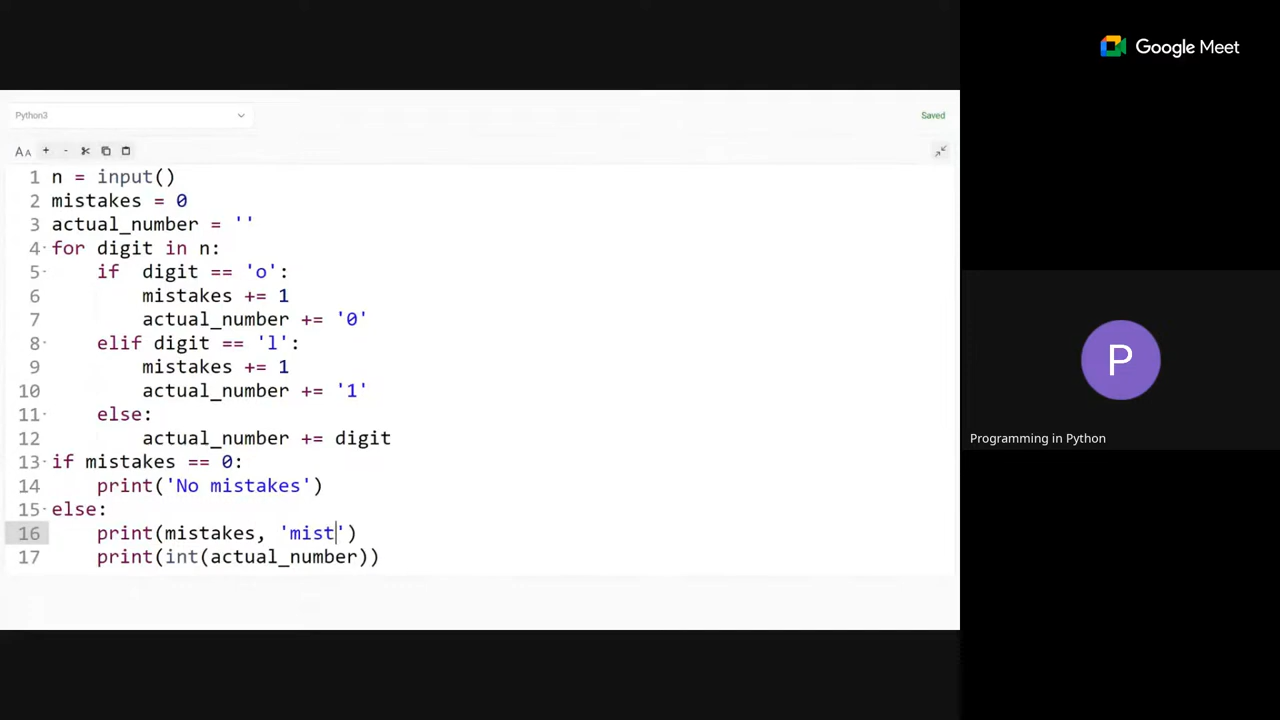 Google Meet
Python3
Saved
AA + -
1 n = input()
2 mistakes = 0
3 actual_number = ''
4 for digit in n:
5 if  digit == 'o':
6 mistakes += 1
7 actual_number += '0'
8 elif digit == 'l':
9 mistakes += 1
10 actual_number += '1'
11 else:
12 actual_number += digit
13 if mistakes == 0:
14 print('No mistakes')
15 else:
16 print(mistakes, 'mist')
17 print(int(actual_number))
P
Programming in Python